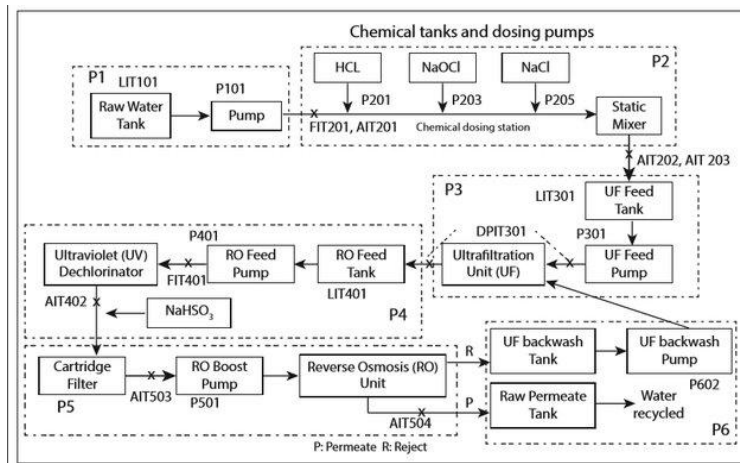 Chemical tanks and dosing pumps
P1
LIT101
Raw Water
Tank
P101
Pump
HCL
NaOCl
NaCl
P2
P201
P203
P205
FIT201, AIT201
Chemical dosing station
Static
Mixer
AIT202, AIT 203
P3
LIT301
UF Feed
Tank
P301
UF Feed
Pump
DPIT301
Ultrafiltration
Unit (UF)
P401
Ultraviolet (UV)
Dechlorinator
FIT401
RO Feed
Pump
RO Feed
Tank
LIT401
AIT402
NaHSO3
P4
Cartridge
Filter
AIT503
RO Boost
Pump
P501
Reverse Osmosis (RO)
Unit
AIT504
P5
R
P
UF backwash
Tank
UF backwash
Pump
P602
Raw Permeate
Tank
Water
recycled
P6
P: Permeate R: Reject